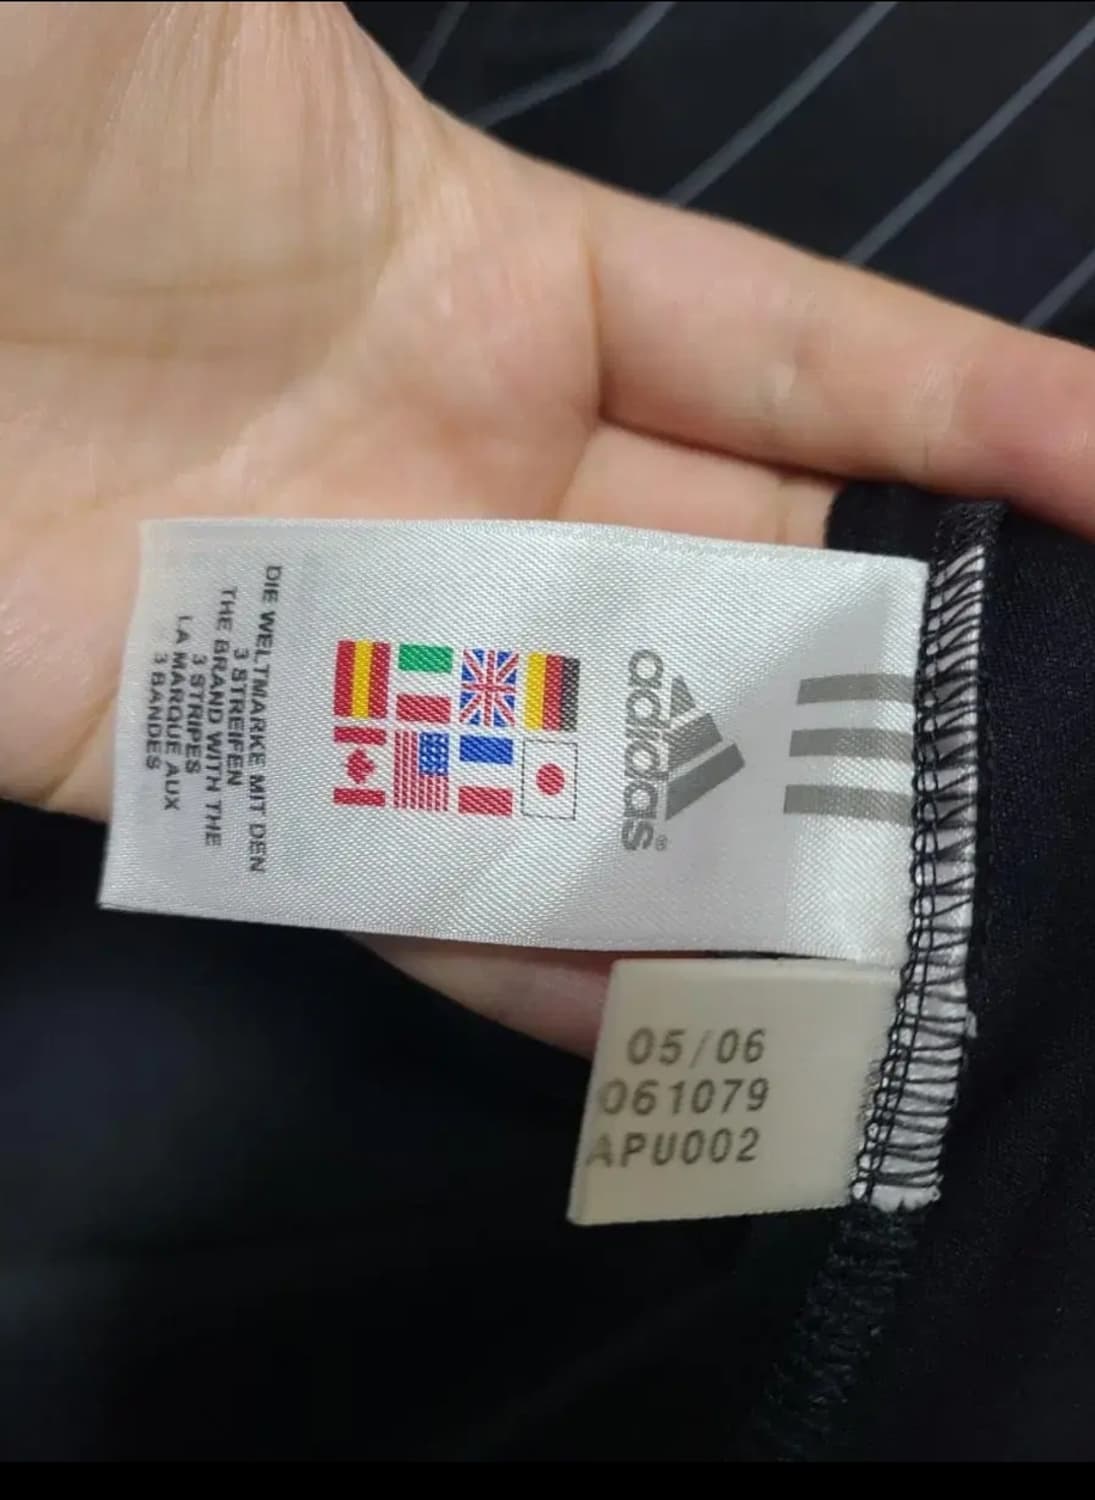 adidas®
DIE WELTMARKE MIT DEN
3 STREIFEN
THE BRAND WITH THE
3 STRIPES
LA MARQUE AUX
3 BANDES
05/06
061079
APU002